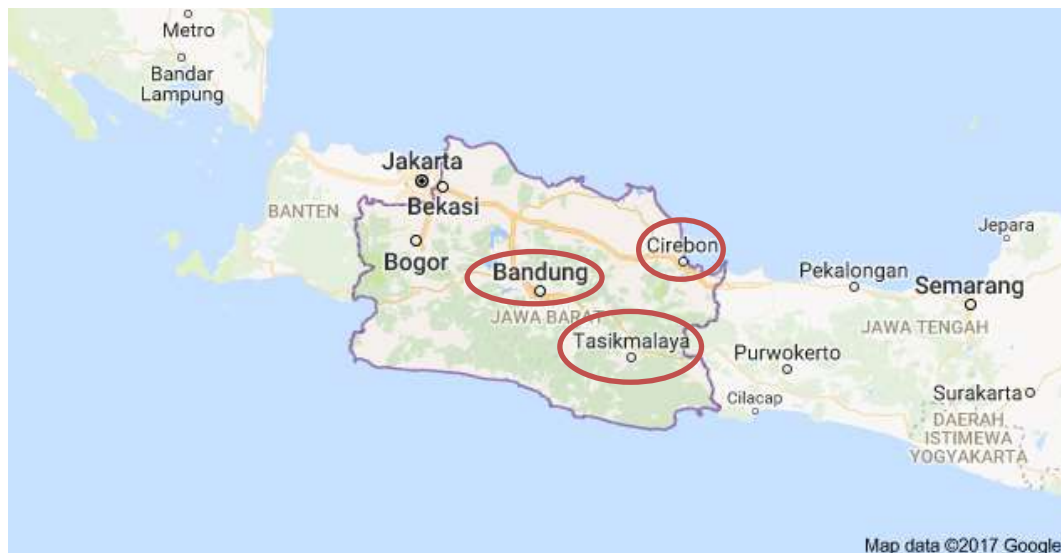 Metro
Bandar
Lampung
Jakarta
Bekasi
BANTEN
Bogor
Cirebon
Bandung
JAWA BARAT
Tasikmalaya
Jepara
Pekalongan
Semarang
JAWA TENGAH
Purwokerto
Cilacap
Surakarta
DAERAH
ISTIMEWA
YOGYAKARTA
Map data ©2017 Google